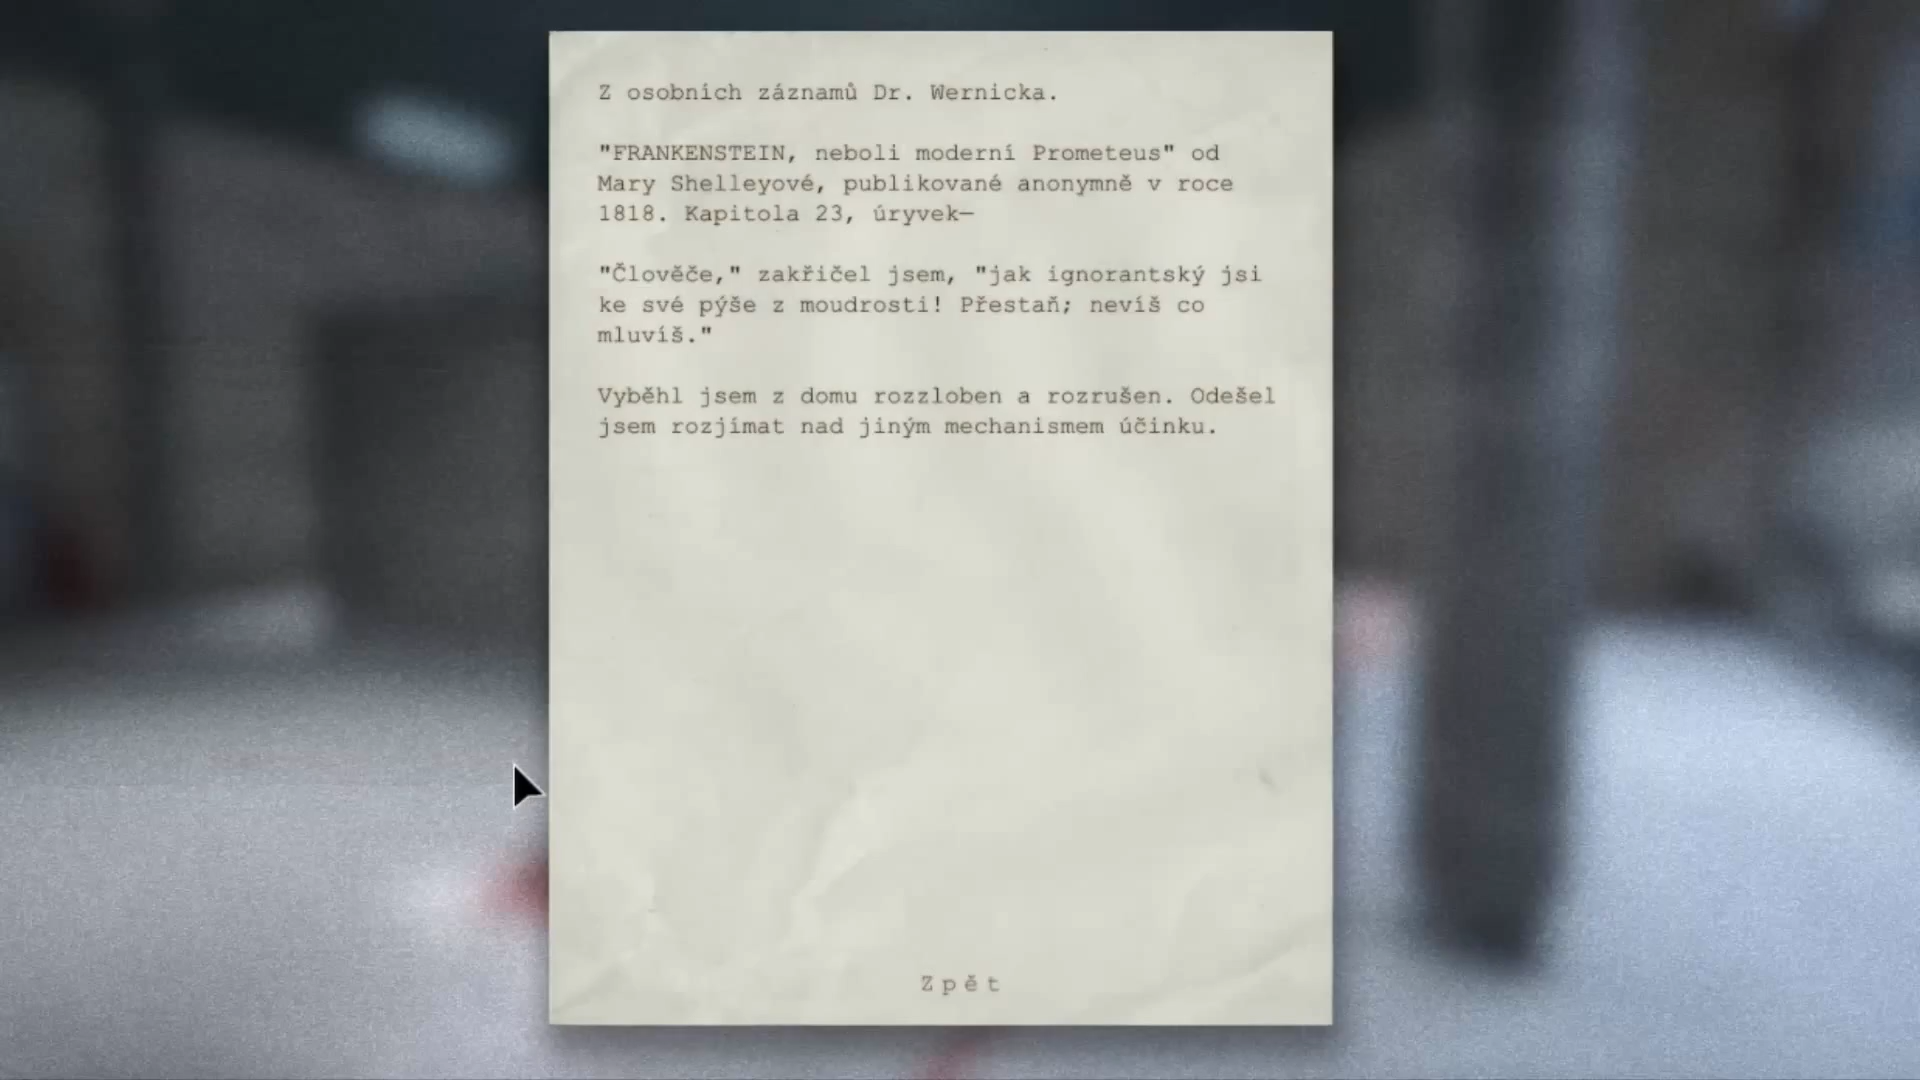 Z osobních záznamů Dr. Wernicka.
"FRANKENSTEIN, neboli moderní Prometeus" od
Mary Shelleyové, publikované anonymně v roce
1818. Kapitola 23, úryvek—
"Člověče," zakřičel jsem, "jak ignorantský jsi
ke své pýše z moudrosti! Přestaň; nevíš co
mluvíš."
Vyběhl jsem z domu rozzloben a rozrušen. Odešel
jsem rozjímat nad jiným mechanismem účinku.
Zpět